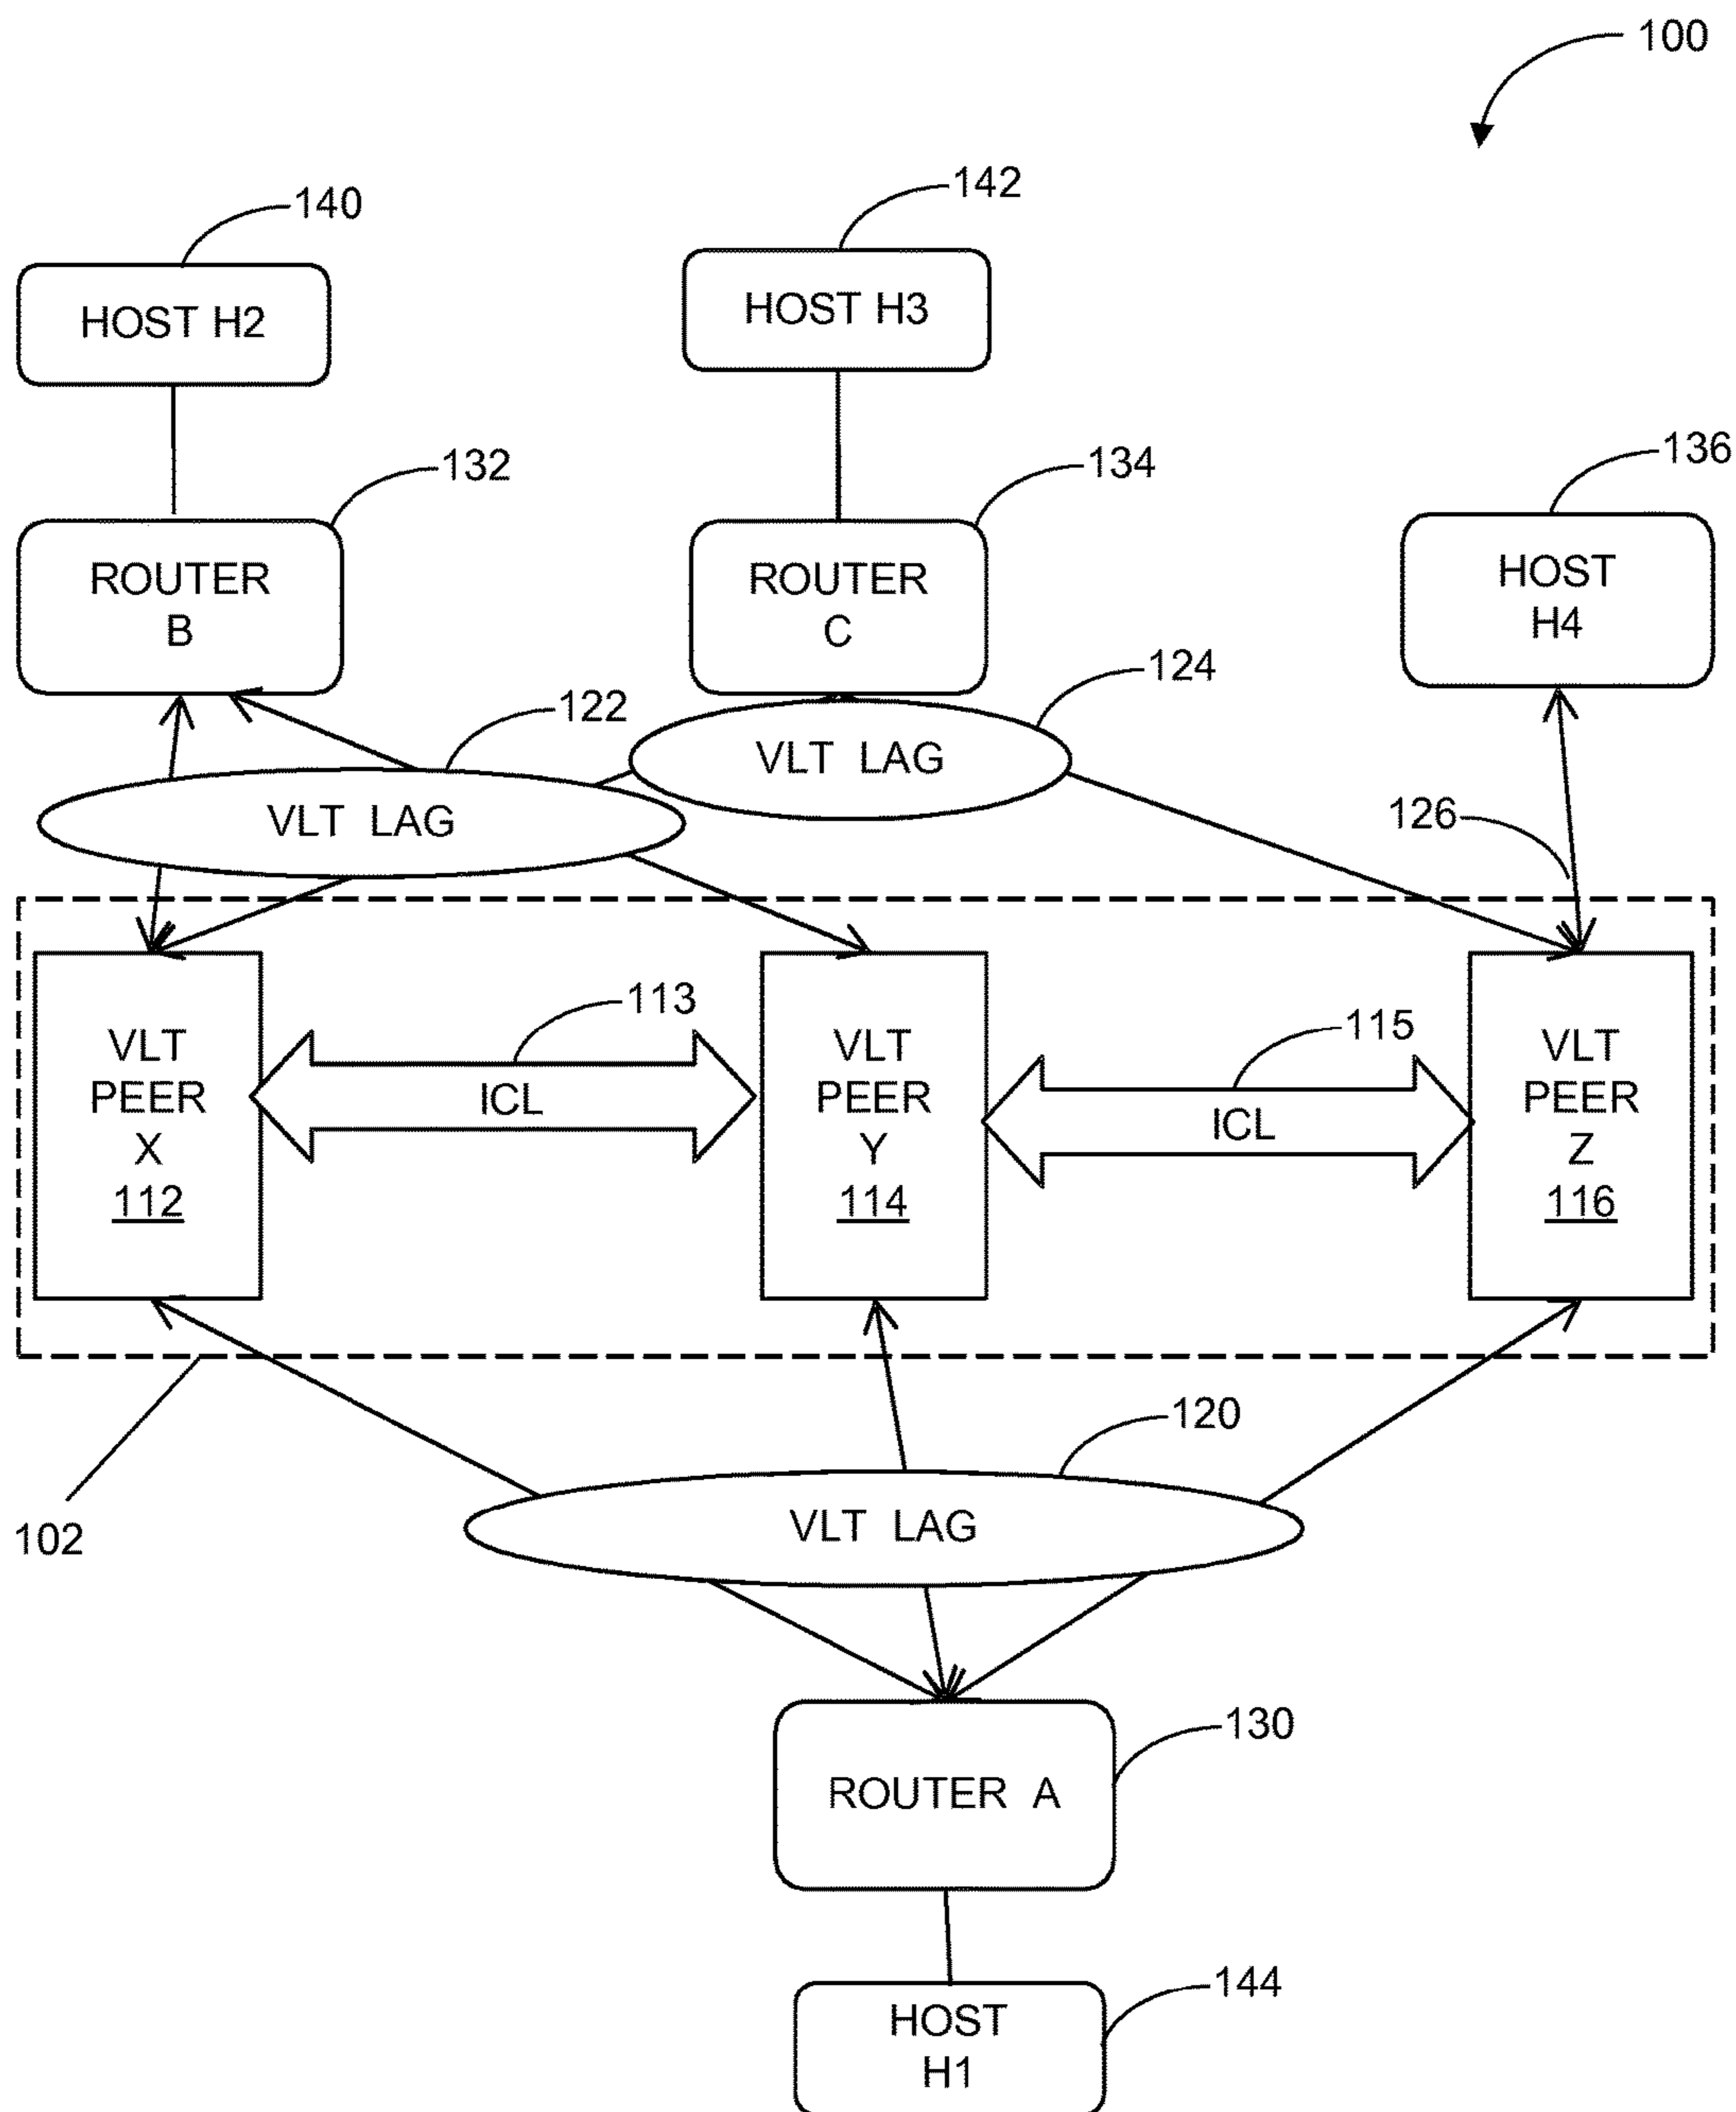 100
142
140
HOST H2
HOST H3
136
132
134
ROUTER
B
ROUTER
C
HOST
H4
124
122
VLT LAG
VLT LAG
126
113
115
VLT
PEER
X
112
ICL
VLT
PEER
Y
114
ICL
VLT
PEER
Z
116
120
VLT LAG
102
130
ROUTER A
144
HOST
H1